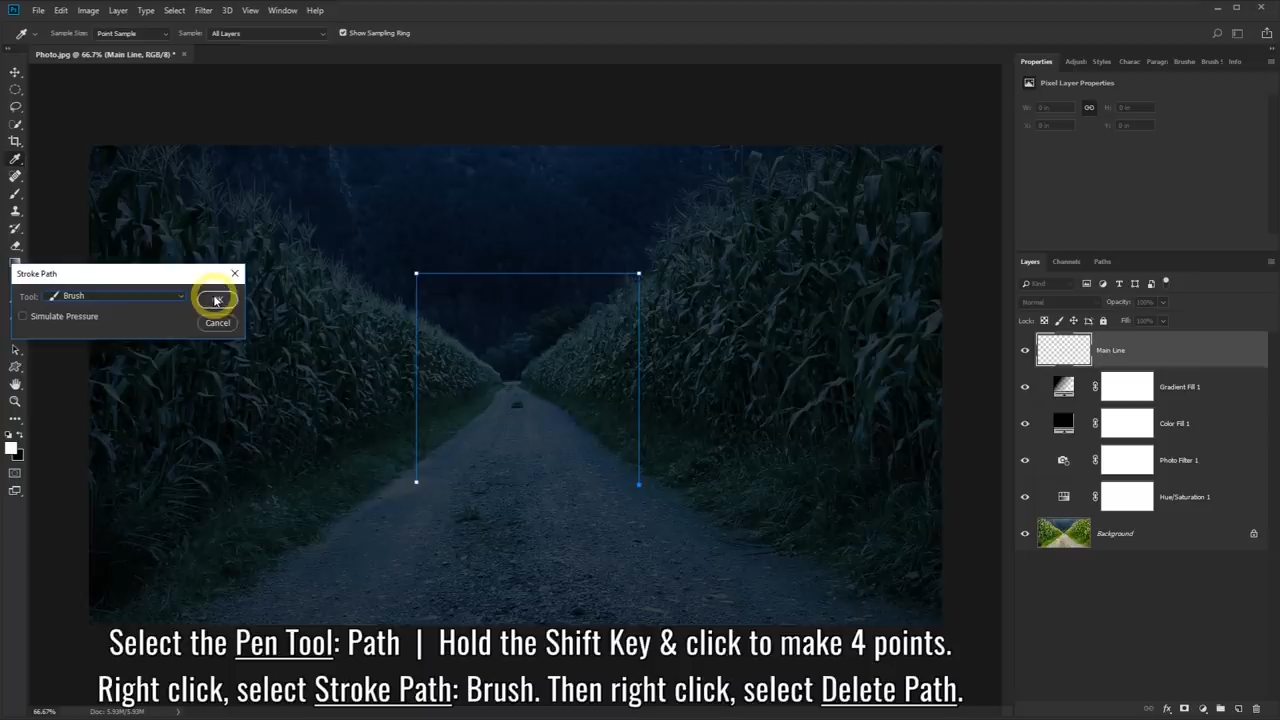 File Edit Image Layer Type Select Filter 3D View Window Help
Sample Size: Point Sample Sample: All Layers Show Sampling Ring
Photo.jpg @ 66.7% (Main Line, RGB/8) *
Properties Adjust Styles Charac Paragr Brushe Brush S Info
Pixel Layer Properties
W: 0 in H: 0 in
X: 0 in Y: 0 in
Layers Channels Paths
Kind
Normal Opacity: 100%
Lock: Fill: 100%
Main Line
Gradient Fill 1
Color Fill 1
Photo Filter 1
Hue/Saturation 1
Background
Stroke Path
Tool: Brush
Simulate Pressure
Cancel
Select the Pen Tool: Path | Hold the Shift Key & click to make 4 points.
Right click, select Stroke Path: Brush. Then right click, select Delete Path.
66.67% Doc: 5.93M/5.93M